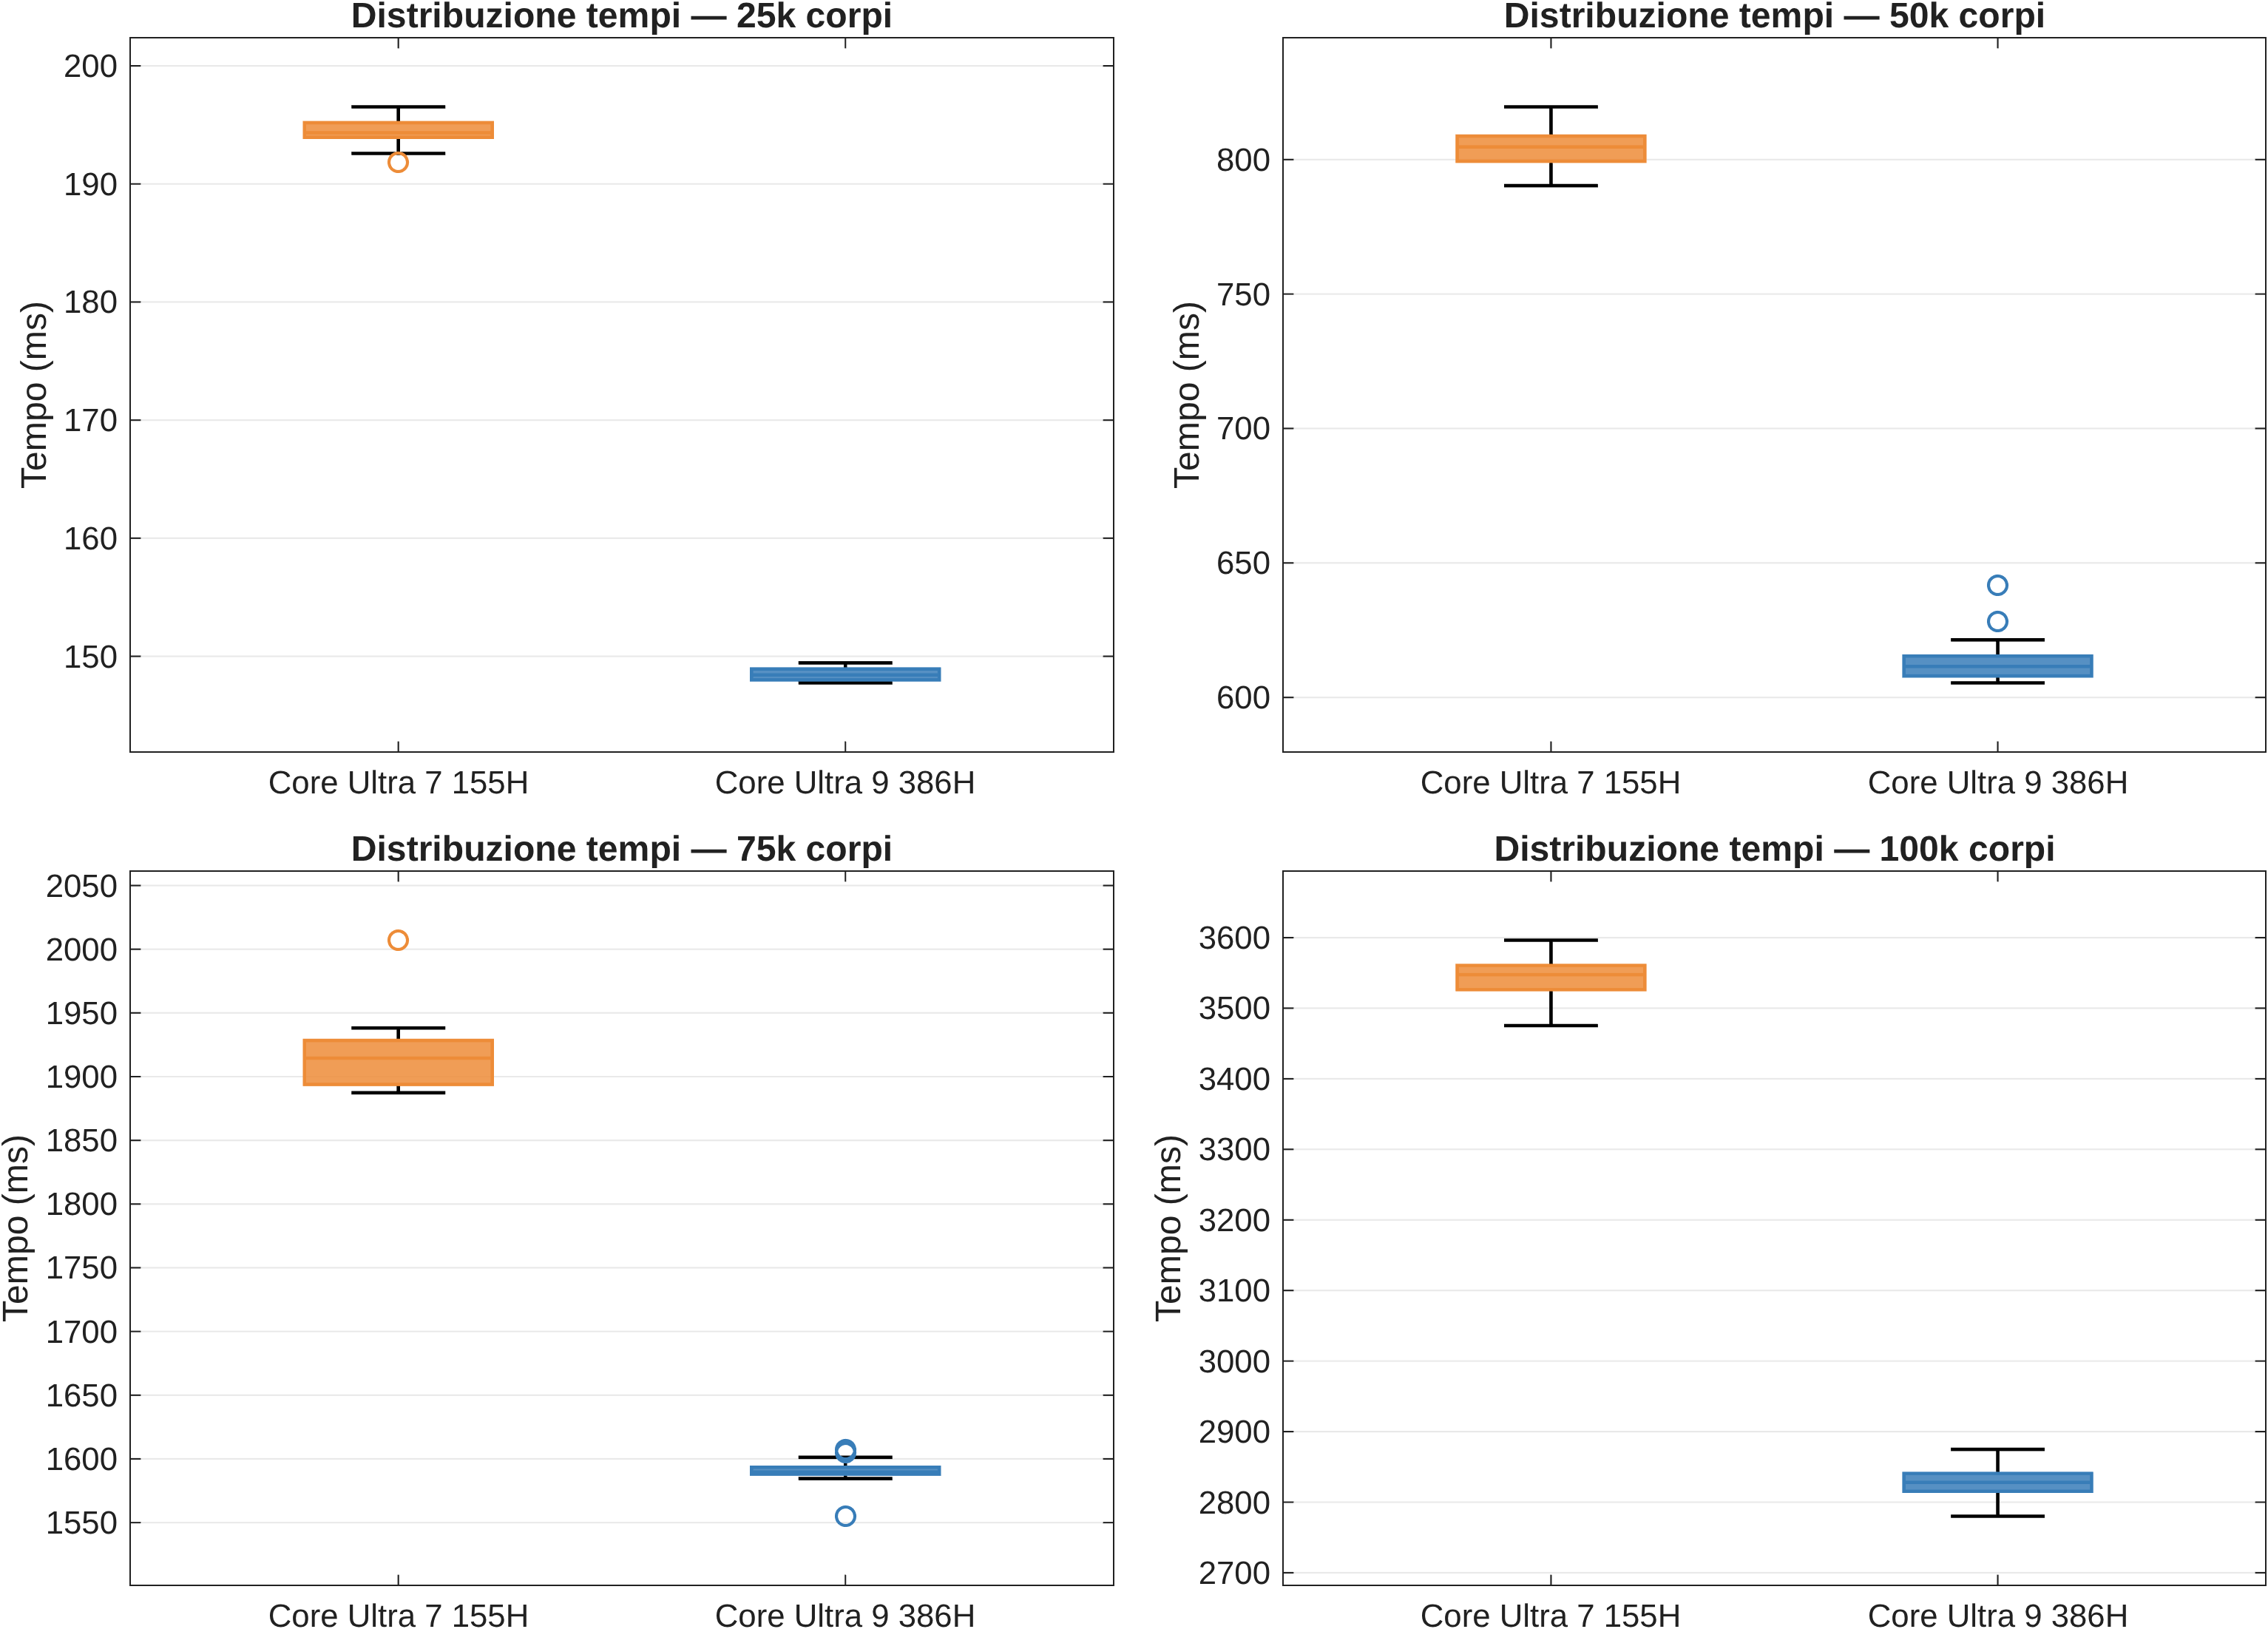 Distribuzione tempi — 25k corpi
Tempo (ms)
200
190
180
170
160
150
Core Ultra 7 155H
Core Ultra 9 386H
Distribuzione tempi — 50k corpi
Tempo (ms)
800
750
700
650
600
Core Ultra 7 155H
Core Ultra 9 386H
Distribuzione tempi — 75k corpi
Tempo (ms)
2050
2000
1950
1900
1850
1800
1750
1700
1650
1600
1550
Core Ultra 7 155H
Core Ultra 9 386H
Distribuzione tempi — 100k corpi
Tempo (ms)
3600
3500
3400
3300
3200
3100
3000
2900
2800
2700
Core Ultra 7 155H
Core Ultra 9 386H